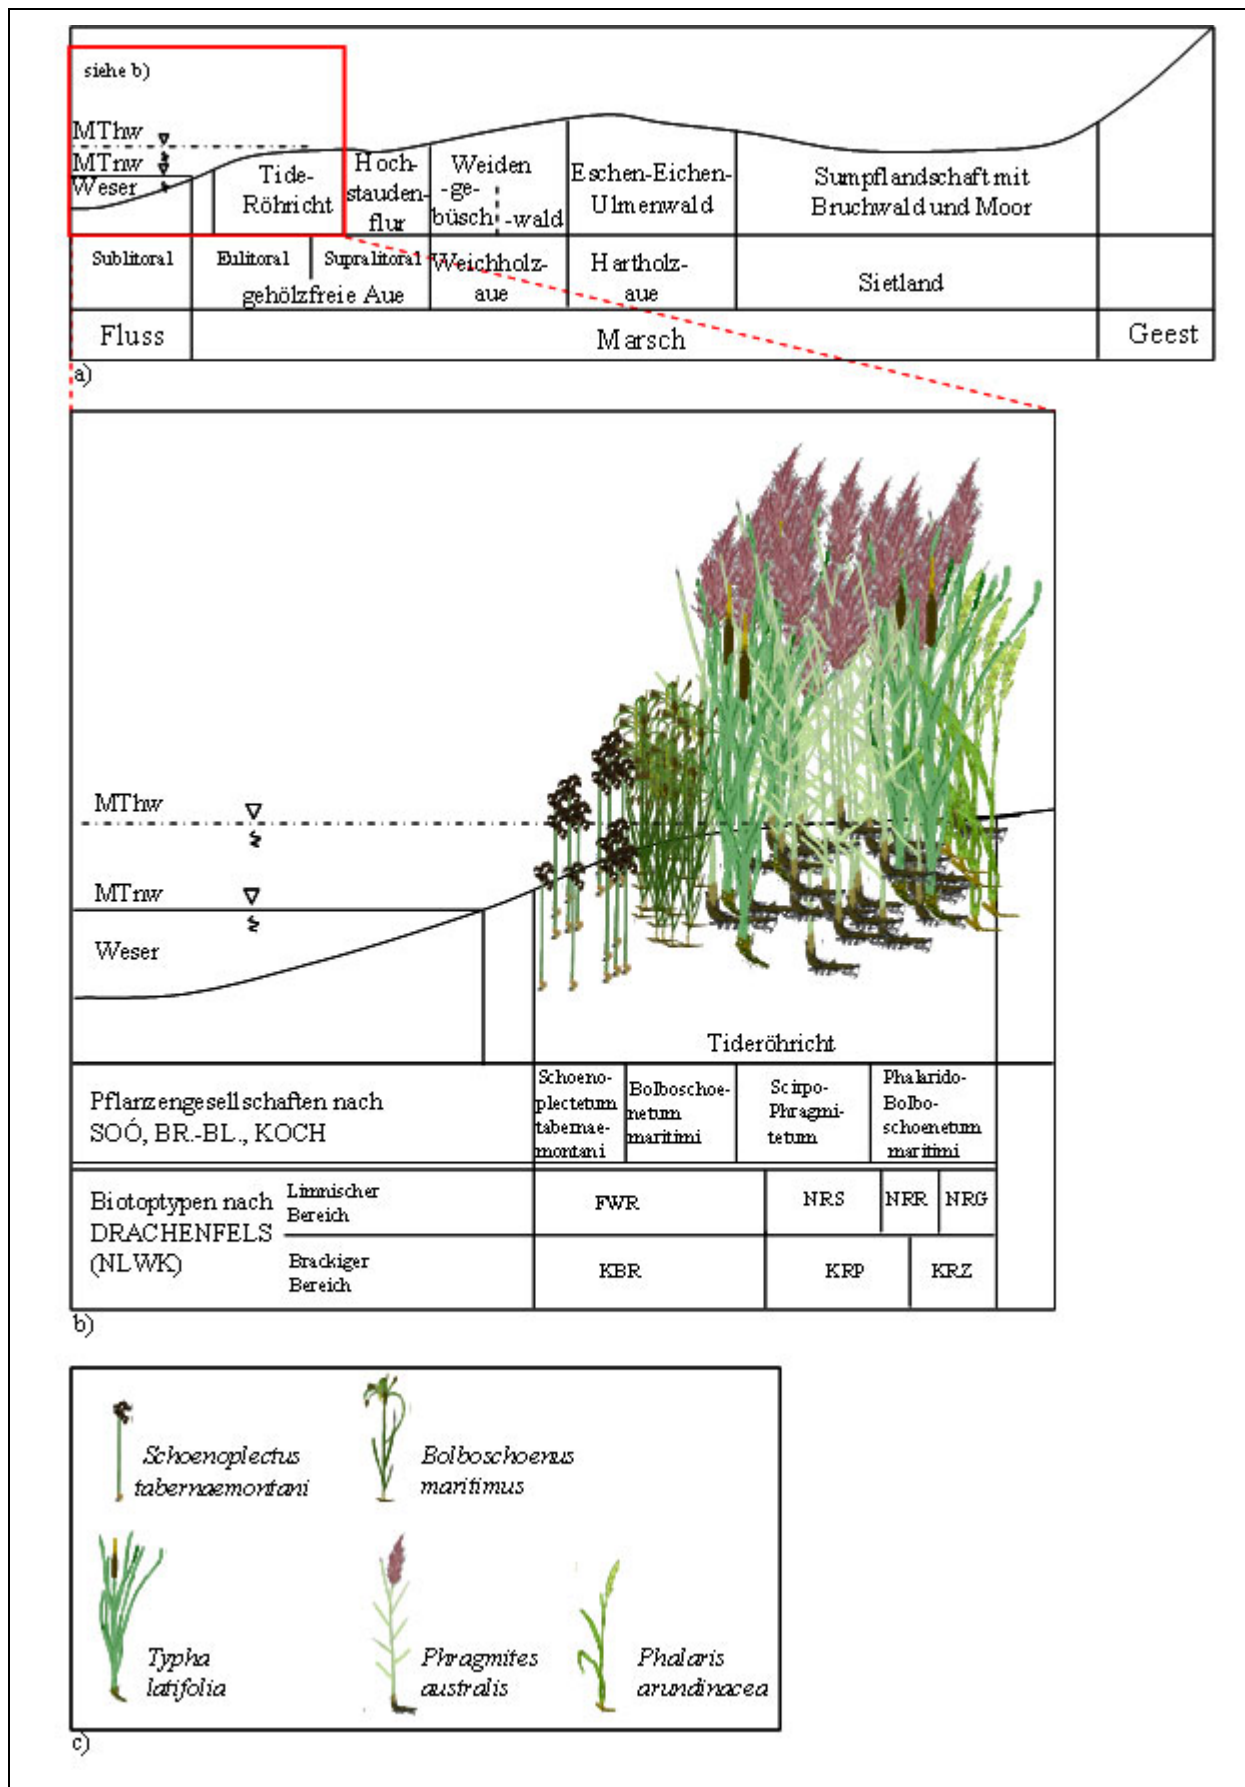 siehe b)
MThw
MTnw
Weser
Tide-
Röhricht
Hoch-
stauden-
flur
Weiden
-ge-
büsch
-wald
Eschen-Eichen-
Ulmenwald
Sumpflandschaft mit
Bruchwald und Moor
Sublitoral
Eulitoral
Supralitoral
gehölzfreie Aue
Weichholz-
aue
Hartholz-
aue
Sietland
Fluss
Marsch
Geest
a)
MThw
MTnw
Weser
Tideröhricht
Pflanzengesellschaften nach
SOÓ, BR.-BL., KOCH
Schoeno-
plectetum
tabernae-
montani
Bolboschoe-
netum
maritimi
Scirpo-
Phragmi-
tetum
Phalarido-
Bolbo-
schoenetum
maritimi
Biotoptypen nach
DRACHENFELS
(NLWK)
Limnischer
Bereich
FWR
NRS
NRR
NRG
Brackiger
Bereich
KBR
KRP
KRZ
b)
Schoenoplectus
tabernaemontani
Bolboschoenus
maritimus
Typha
latifolia
Phragmites
australis
Phalaris
arundinacea
c)